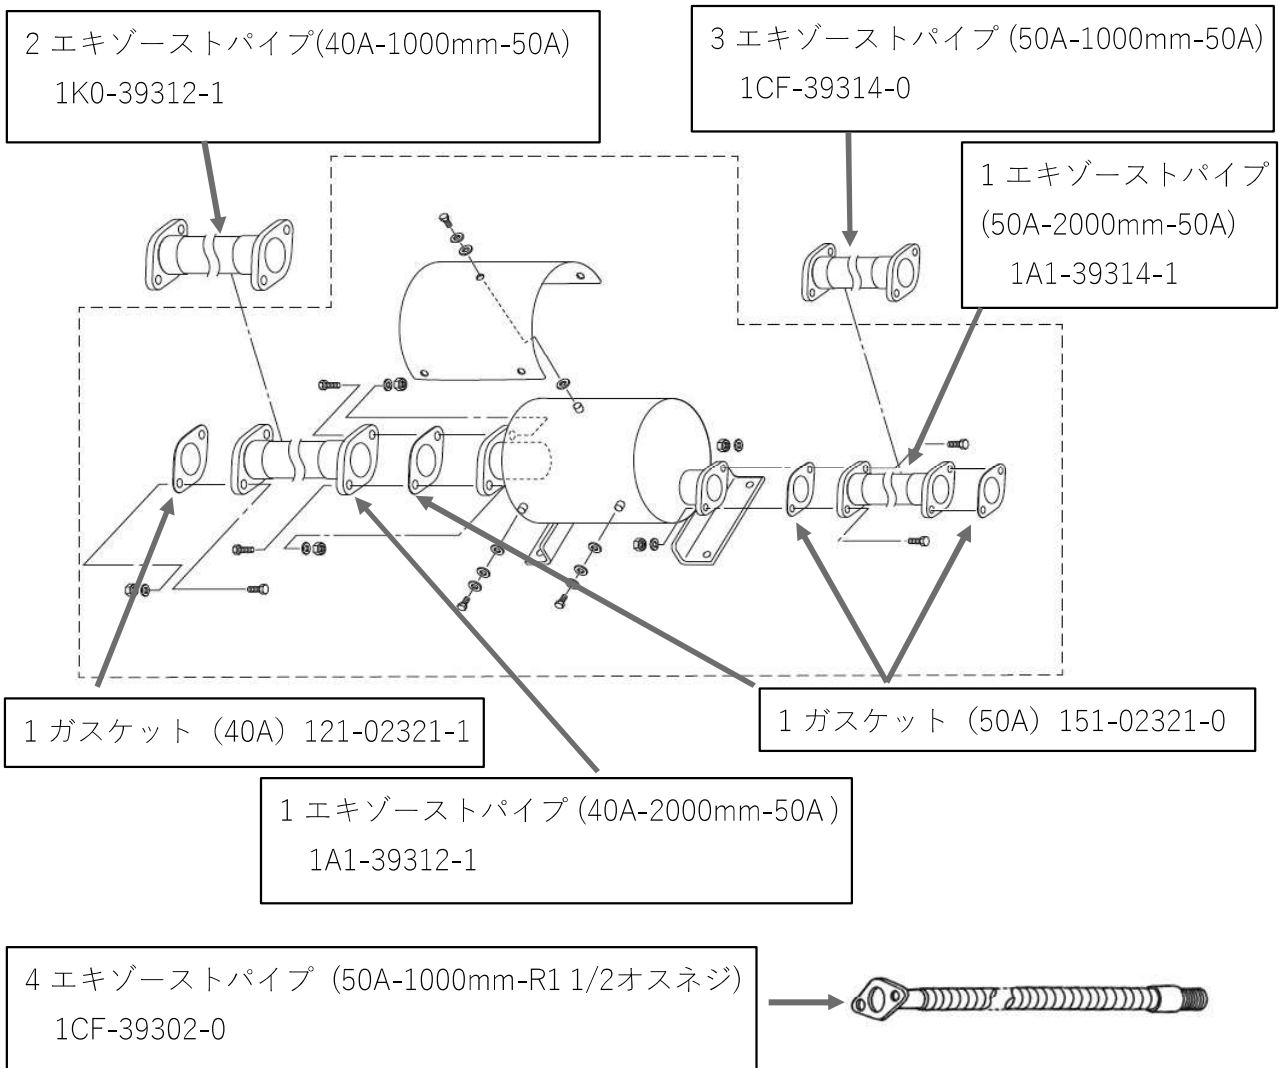 2 エキゾーストパイプ(40A-1000mm-50A)
1K0-39312-1
3 エキゾーストパイプ (50A-1000mm-50A)
1CF-39314-0
1 エキゾーストパイプ
(50A-2000mm-50A)
1A1-39314-1
1 ガスケット（40A）121-02321-1
1 ガスケット（50A）151-02321-0
1 エキゾーストパイプ (40A-2000mm-50A )
1A1-39312-1
4 エキゾーストパイプ（50A-1000mm-R1 1/2オスネジ）
1CF-39302-0